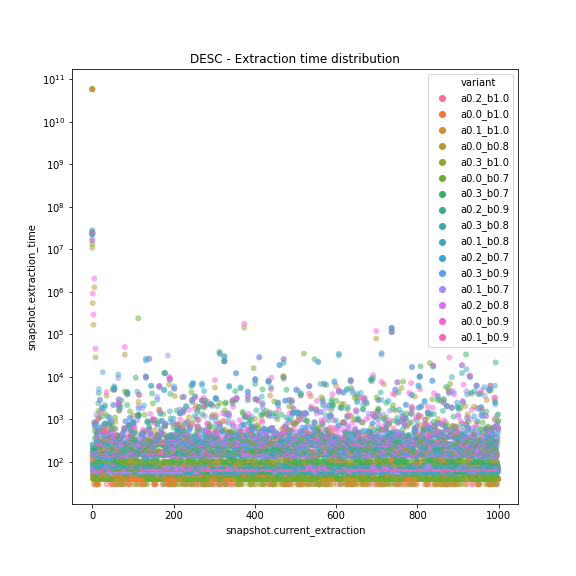 DESC - Extraction time distribution
variant
a0.2_b1.0
a0.0_b1.0
a0.1_b1.0
a0.0_b0.8
a0.3_b1.0
a0.0_b0.7
a0.3_b0.7
a0.2_b0.9
a0.3_b0.8
a0.1_b0.8
a0.2_b0.7
a0.3_b0.9
a0.1_b0.7
a0.2_b0.8
a0.0_b0.9
a0.1_b0.9
snapshot.extraction_time
10¹¹
10¹⁰
10⁹
10⁸
10⁷
10⁶
10⁵
10⁴
10³
10²
0 200 400 600 800 1000
snapshot.current_extraction